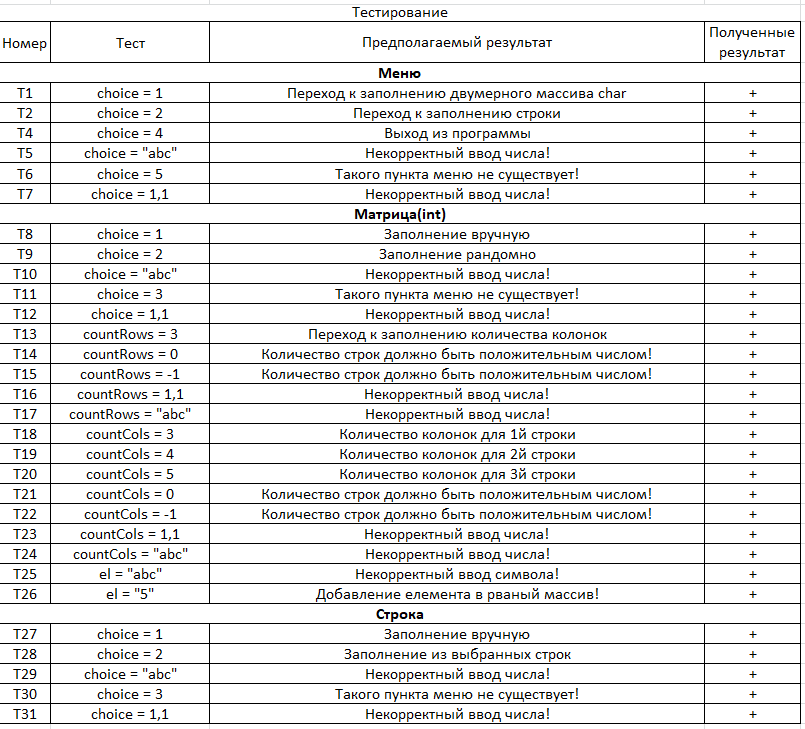 Тестирование
Номер Тест Предполагаемый результат Полученные результат
Меню
T1 choice = 1 Переход к заполнению двумерного массива char +
T2 choice = 2 Переход к заполнению строки +
T4 choice = 4 Выход из программы +
T5 choice = "abc" Некорректный ввод числа! +
T6 choice = 5 Такого пункта меню не существует! +
T7 choice = 1,1 Некорректный ввод числа! +
Матрица(int)
T8 choice = 1 Заполнение вручную +
T9 choice = 2 Заполнение рандомно +
T10 choice = "abc" Некорректный ввод числа! +
T11 choice = 3 Такого пункта меню не существует! +
T12 choice = 1,1 Некорректный ввод числа! +
T13 countRows = 3 Переход к заполнению количества колонок +
T14 countRows = 0 Количество строк должно быть положительным числом! +
T15 countRows = -1 Количество строк должно быть положительным числом! +
T16 countRows = 1,1 Некорректный ввод числа! +
T17 countRows = "abc" Некорректный ввод числа! +
T18 countCols = 3 Количество колонок для 1й строки +
T19 countCols = 4 Количество колонок для 2й строки +
T20 countCols = 5 Количество колонок для 3й строки +
T21 countCols = 0 Количество строк должно быть положительным числом! +
T22 countCols = -1 Количество строк должно быть положительным числом! +
T23 countCols = 1,1 Некорректный ввод числа! +
T24 countCols = "abc" Некорректный ввод числа! +
T25 el = "abc" Некорректный ввод символа! +
T26 el = "5" Добавление елемента в рваный массив! +
Строка
T27 choice = 1 Заполнение вручную +
T28 choice = 2 Заполнение из выбранных строк +
T29 choice = "abc" Некорректный ввод числа! +
T30 choice = 3 Такого пункта меню не существует! +
T31 choice = 1,1 Некорректный ввод числа! +